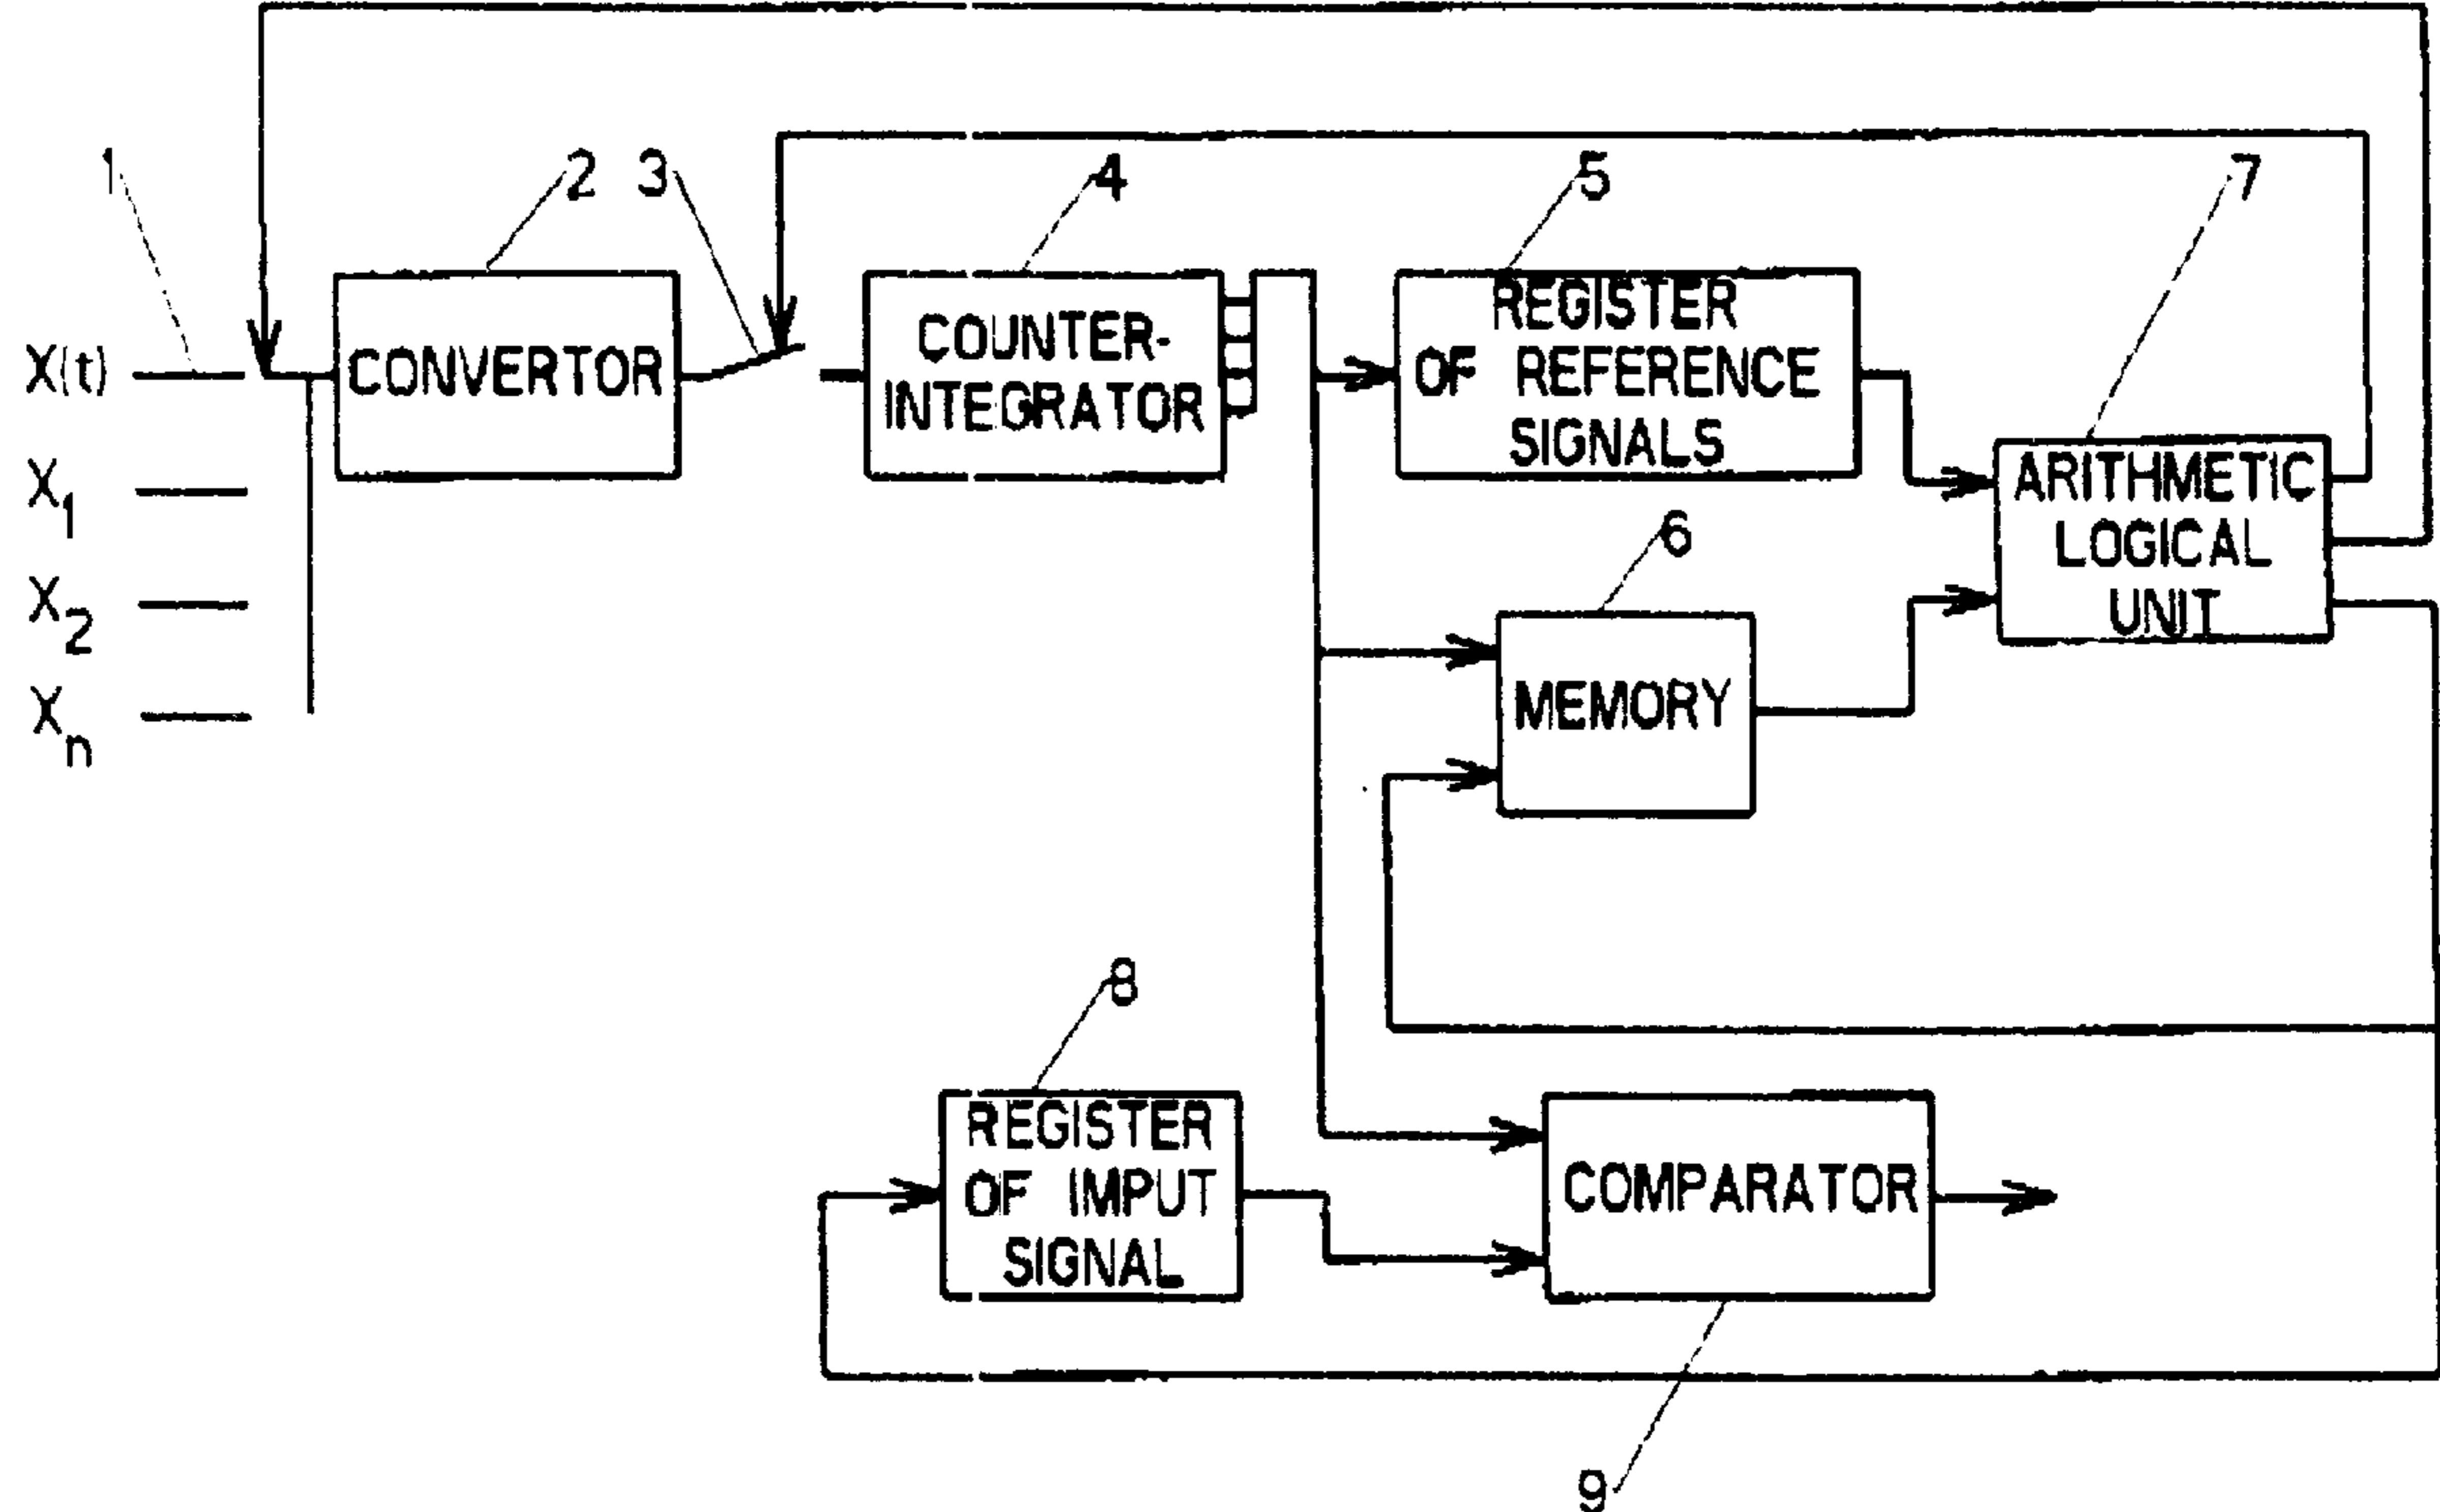 1
2
3
4
5
7
X(t)
CONVERTOR
COUNTER-
INTEGRATOR
REGISTER
OF REFERENCE
SIGNALS
X1
X2
Xn
ARITHMETIC
LOGICAL
UNIT
6
MEMORY
8
REGISTER
OF IMPUT
SIGNAL
COMPARATOR
9